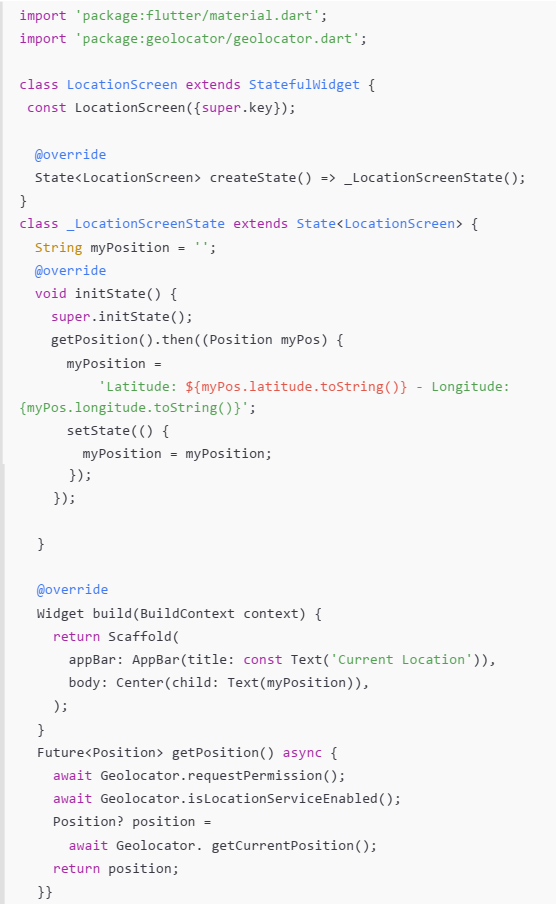 import 'package:flutter/material.dart';
import 'package:geolocator/geolocator.dart';

class LocationScreen extends StatefulWidget {
 const LocationScreen({super.key});

  @override
  State<LocationScreen> createState() => _LocationScreenState();
}
class _LocationScreenState extends State<LocationScreen> {
  String myPosition = '';
  @override
  void initState() {
    super.initState();
    getPosition().then((Position myPos) {
      myPosition =
          'Latitude: ${myPos.latitude.toString()} - Longitude:
{myPos.longitude.toString()}';
      setState(() {
        myPosition = myPosition;
      });
    });

  }

  @override
  Widget build(BuildContext context) {
    return Scaffold(
      appBar: AppBar(title: const Text('Current Location')),
      body: Center(child: Text(myPosition)),
    );
  }
  Future<Position> getPosition() async {
    await Geolocator.requestPermission();
    await Geolocator.isLocationServiceEnabled();
    Position? position =
      await Geolocator. getCurrentPosition();
    return position;
  }}